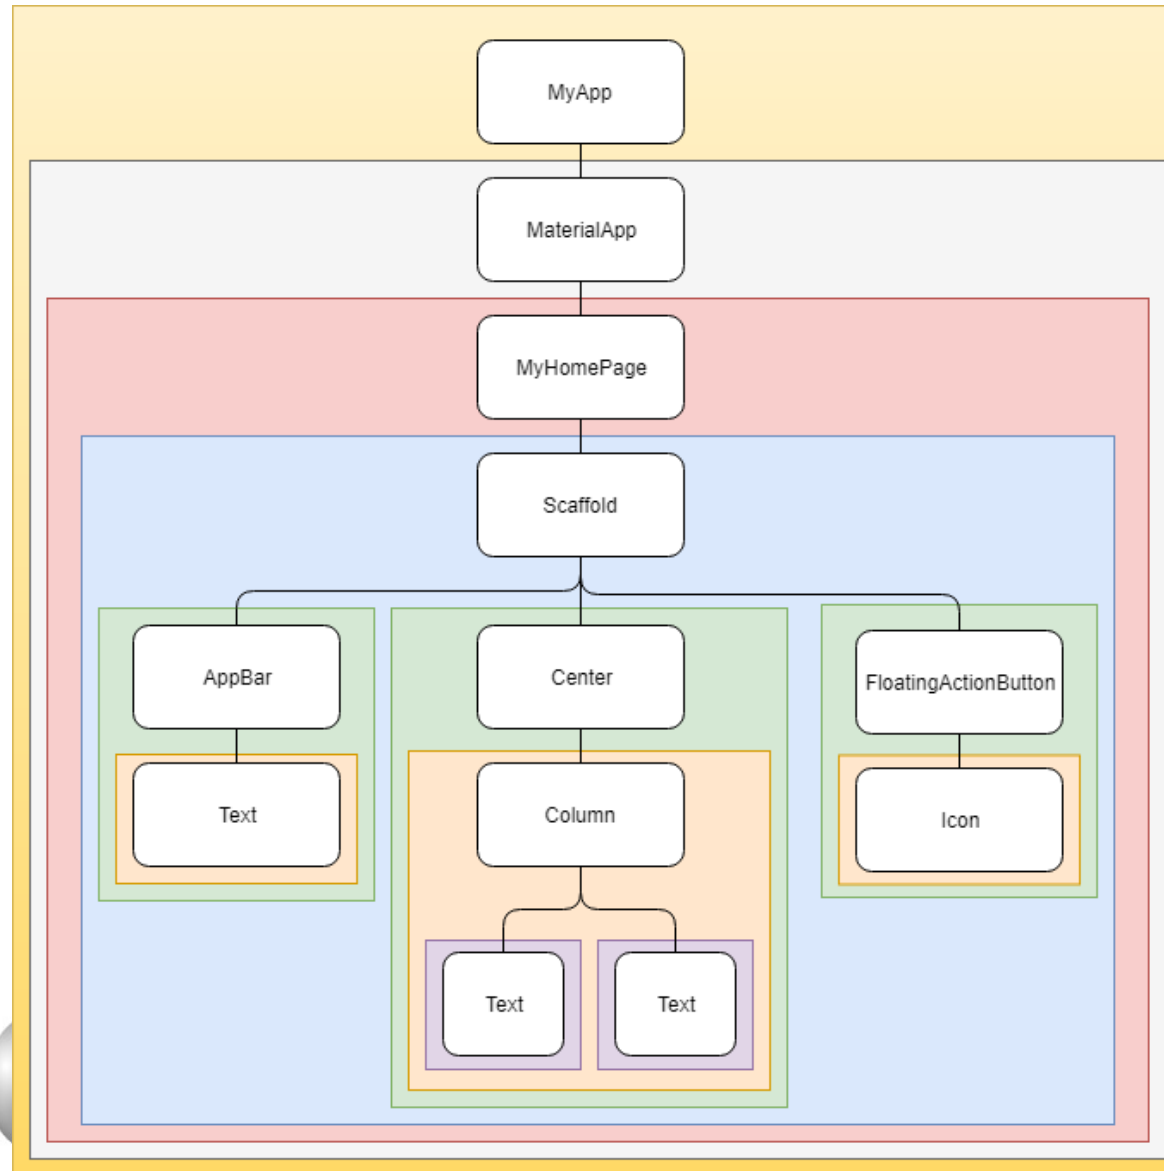 MyApp
MaterialApp
MyHomePage
Scaffold
AppBar
Center
FloatingActionButton
Text
Column
Icon
Text
Text